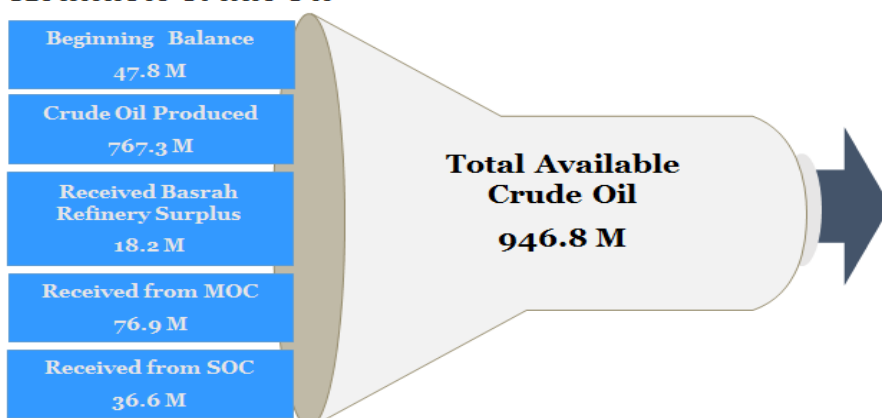 Beginning Balance
47.8 M
Crude Oil Produced
767.3 M
Received Basrah
Refinery Surplus
18.2 M
Received from MOC
76.9 M
Received from SOC
36.6 M
Total Available
Crude Oil
946.8 M